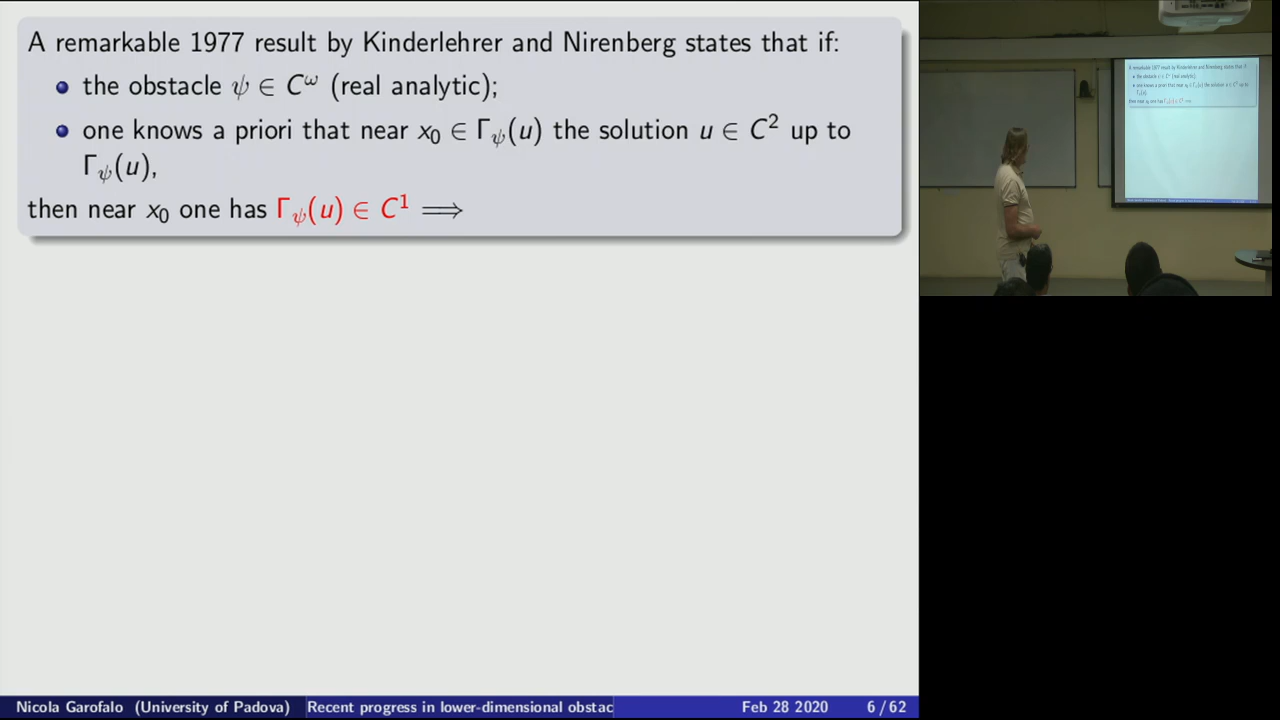 A remarkable 1977 result by Kinderlehrer and Nirenberg states that if:
the obstacle ψ ∈ C^ω (real analytic);
one knows a priori that near x₀ ∈ Γ_ψ(u) the solution u ∈ C² up to
Γ_ψ(u),
then near x₀ one has Γ_ψ(u) ∈ C¹ ⟹
Nicola Garofalo (University of Padova) Recent progress in lower-dimensional obstac Feb 28 2020 6 / 62